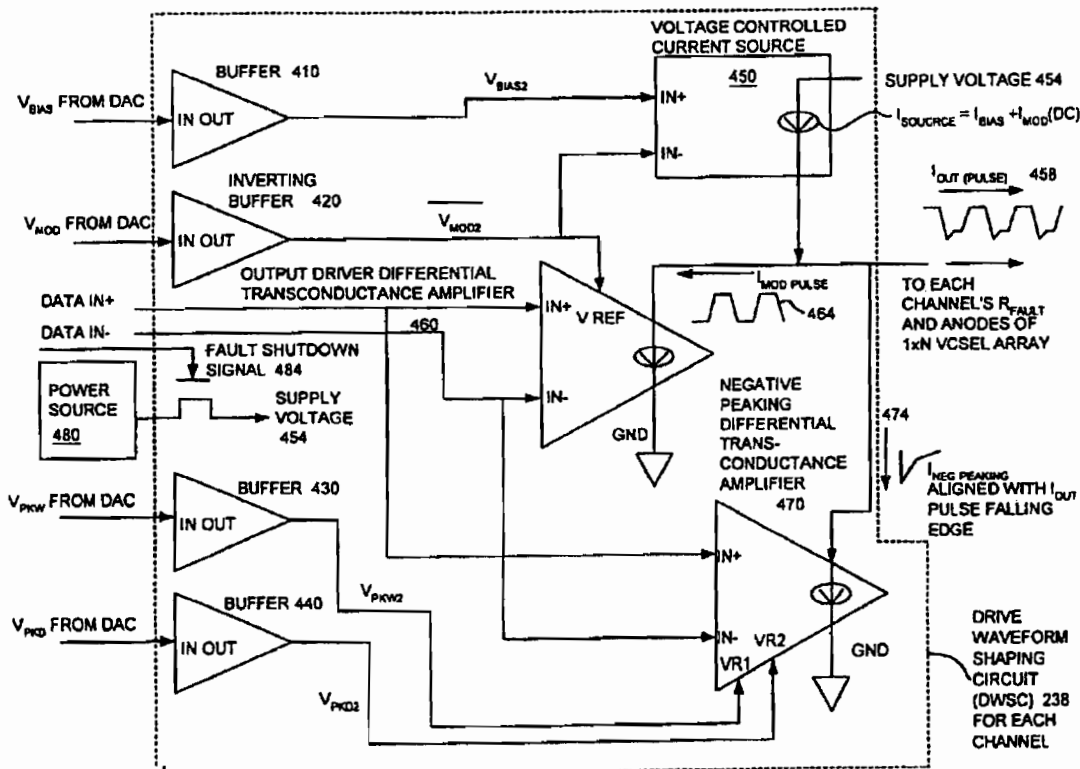 VOLTAGE CONTROLLED
CURRENT SOURCE
450
BUFFER 410
V_BIAS FROM DAC
IN OUT
V_BIAS2
IN+
IN-
SUPPLY VOLTAGE 454
I_SOUCRCE = I_BIAS + I_MOD(DC)
INVERTING
BUFFER 420
V_MOD FROM DAC
IN OUT
V_MOD2
I_OUT (PULSE) 458
OUTPUT DRIVER DIFFERENTIAL
TRANSCONDUCTANCE AMPLIFIER
460
DATA IN+
DATA IN-
IN+
V REF
IN-
GND
I_MOD PULSE
464
TO EACH
CHANNEL'S R_FAULT
AND ANODES OF
1xN VCSEL ARRAY
FAULT SHUTDOWN
SIGNAL 484
POWER
SOURCE
480
SUPPLY
VOLTAGE
454
NEGATIVE
PEAKING
DIFFERENTIAL
TRANS-
CONDUCTANCE
AMPLIFIER
470
474
I_NEG PEAKING
ALIGNED WITH I_OUT
PULSE FALLING
EDGE
BUFFER 430
V_PKW FROM DAC
IN OUT
V_PKW2
BUFFER 440
V_PKD FROM DAC
IN OUT
V_PKD2
IN+
IN-
VR1
VR2
GND
DRIVE
WAVEFORM
SHAPING
CIRCUIT
(DWSC) 238
FOR EACH
CHANNEL